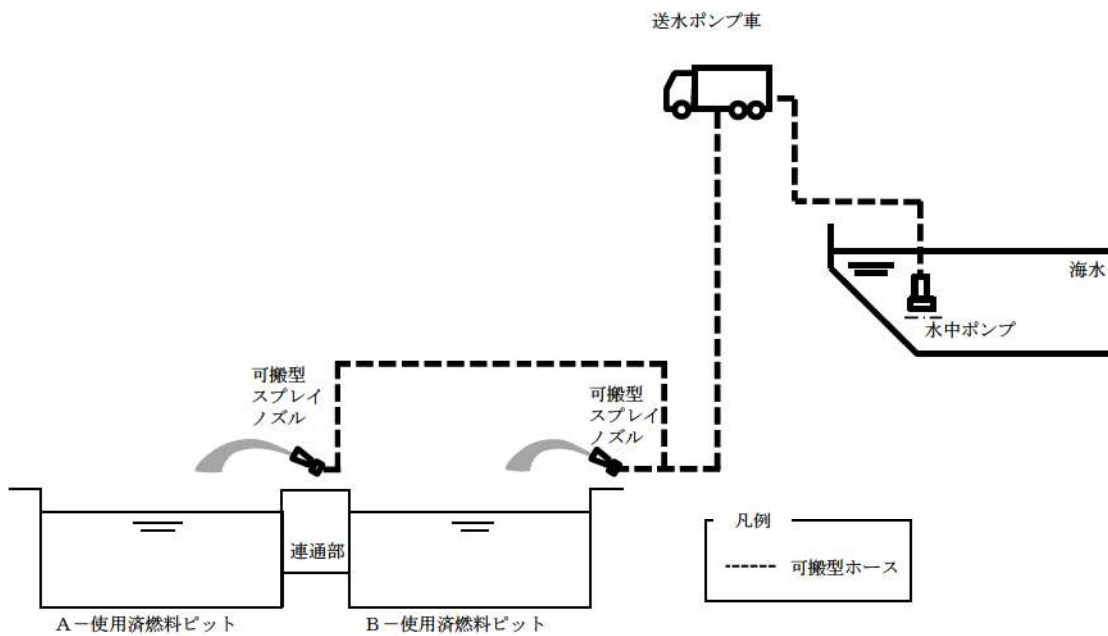 送水ポンプ車
海水
水中ポンプ
可搬型
スプレイ
ノズル
可搬型
スプレイ
ノズル
連通部
凡例
可搬型ホース
A－使用済燃料ピット
B－使用済燃料ピット